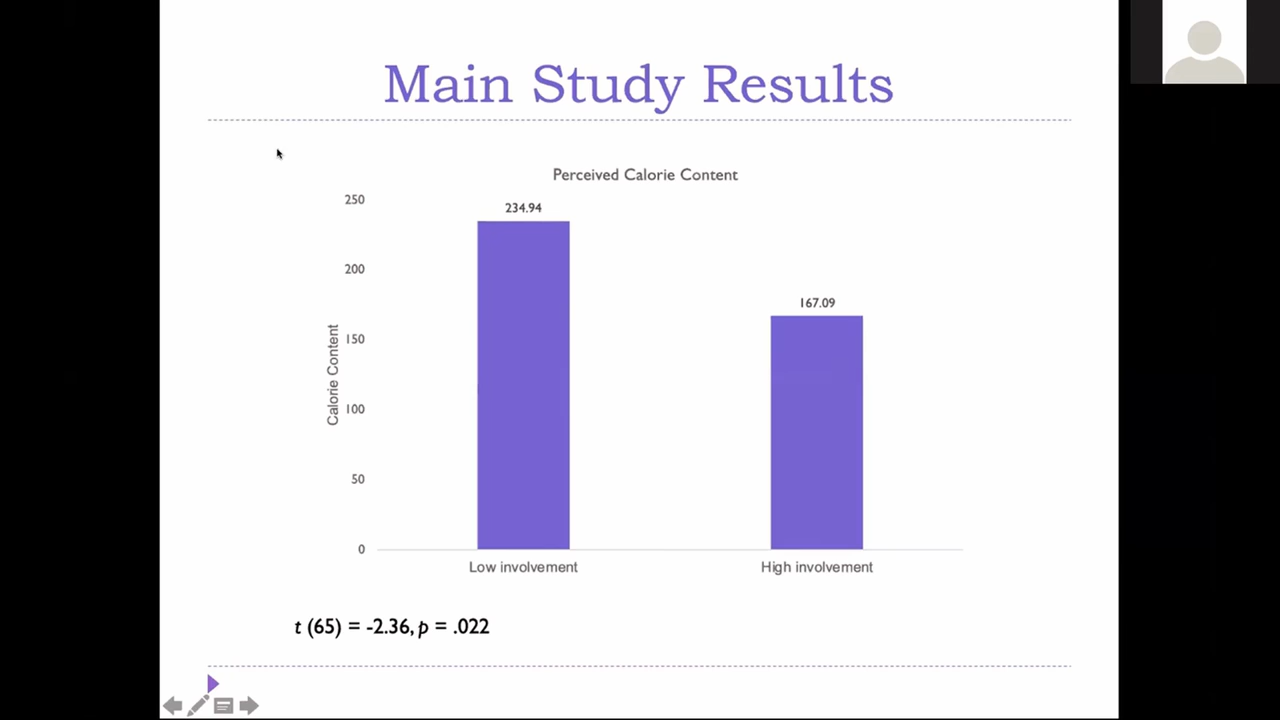 Main Study Results
Perceived Calorie Content
250
200
150
100
50
0
Calorie Content
234.94
167.09
Low involvement
High involvement
t (65) = -2.36, p = .022